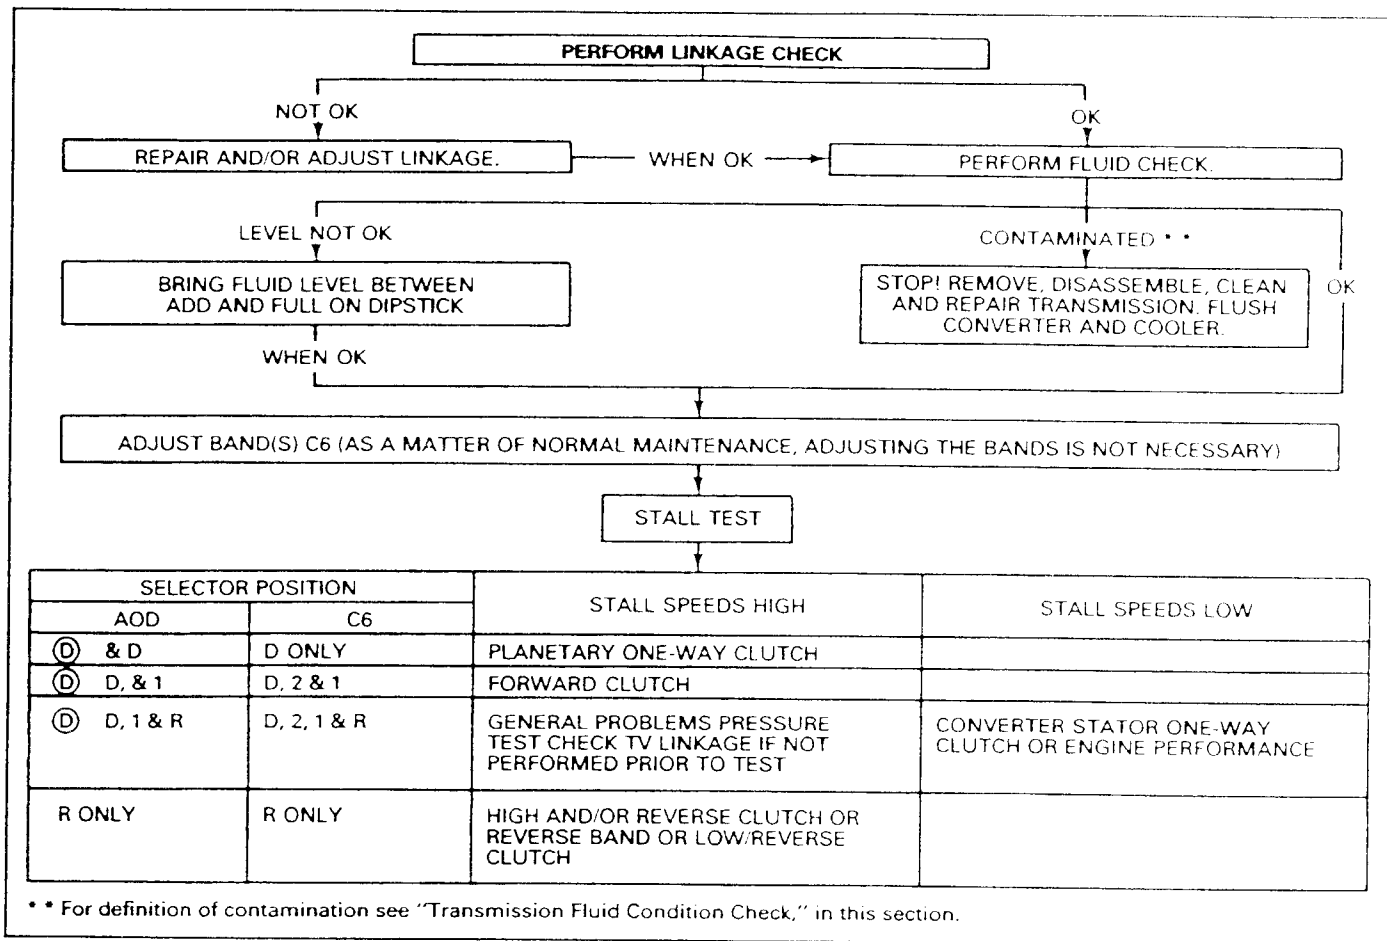 PERFORM LINKAGE CHECK
NOT OK
OK
REPAIR AND/OR ADJUST LINKAGE.
WHEN OK
PERFORM FLUID CHECK.
LEVEL NOT OK
CONTAMINATED * *
BRING FLUID LEVEL BETWEEN
ADD AND FULL ON DIPSTICK
STOP! REMOVE, DISASSEMBLE, CLEAN
AND REPAIR TRANSMISSION. FLUSH
CONVERTER AND COOLER.
OK
WHEN OK
ADJUST BAND(S) C6 (AS A MATTER OF NORMAL MAINTENANCE, ADJUSTING THE BANDS IS NOT NECESSARY)
STALL TEST
SELECTOR POSITION
STALL SPEEDS HIGH
STALL SPEEDS LOW
AOD
C6
Ⓓ & D
D ONLY
PLANETARY ONE-WAY CLUTCH
Ⓓ D, & 1
D, 2 & 1
FORWARD CLUTCH
Ⓓ D, 1 & R
D, 2, 1 & R
GENERAL PROBLEMS PRESSURE
TEST CHECK TV LINKAGE IF NOT
PERFORMED PRIOR TO TEST
CONVERTER STATOR ONE-WAY
CLUTCH OR ENGINE PERFORMANCE
R ONLY
R ONLY
HIGH AND/OR REVERSE CLUTCH OR
REVERSE BAND OR LOW/REVERSE
CLUTCH
* * For definition of contamination see "Transmission Fluid Condition Check," in this section.